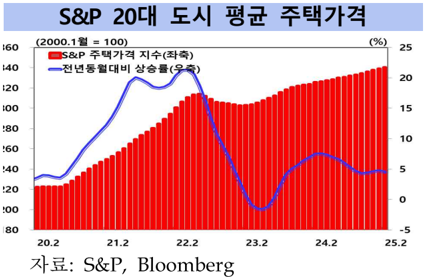 S&P 20대 도시 평균 주택가격
(2000.1월 = 100) (%)
S&P 주택가격 지수(좌축)
전년동월대비 상승률(우축)
25
20
15
10
5
0
-5
20.2 21.2 22.2 23.2 24.2 25.2
자료: S&P, Bloomberg